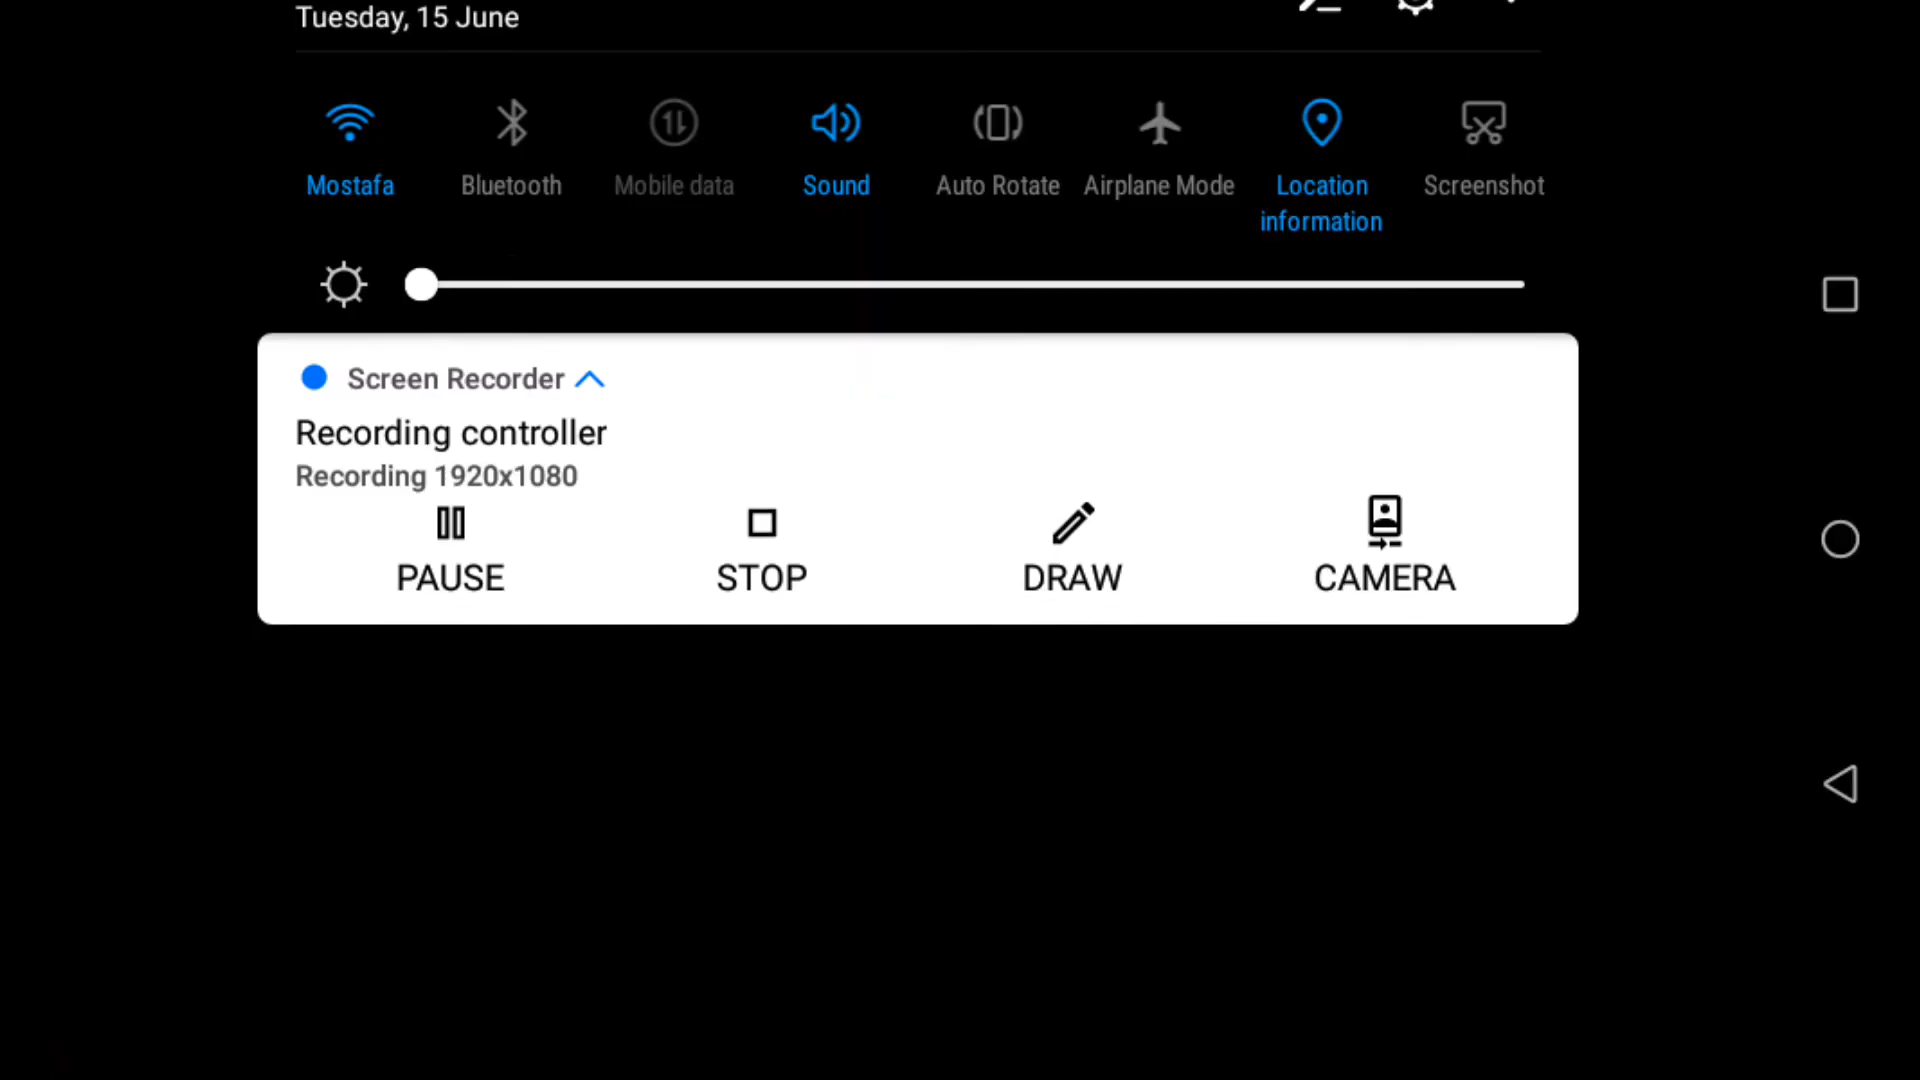 Tuesday, 15 June
Mostafa
Bluetooth
Mobile data
Sound
Auto Rotate
Airplane Mode
Location
information
Screenshot
Screen Recorder
Recording controller
Recording 1920x1080
PAUSE
STOP
DRAW
CAMERA